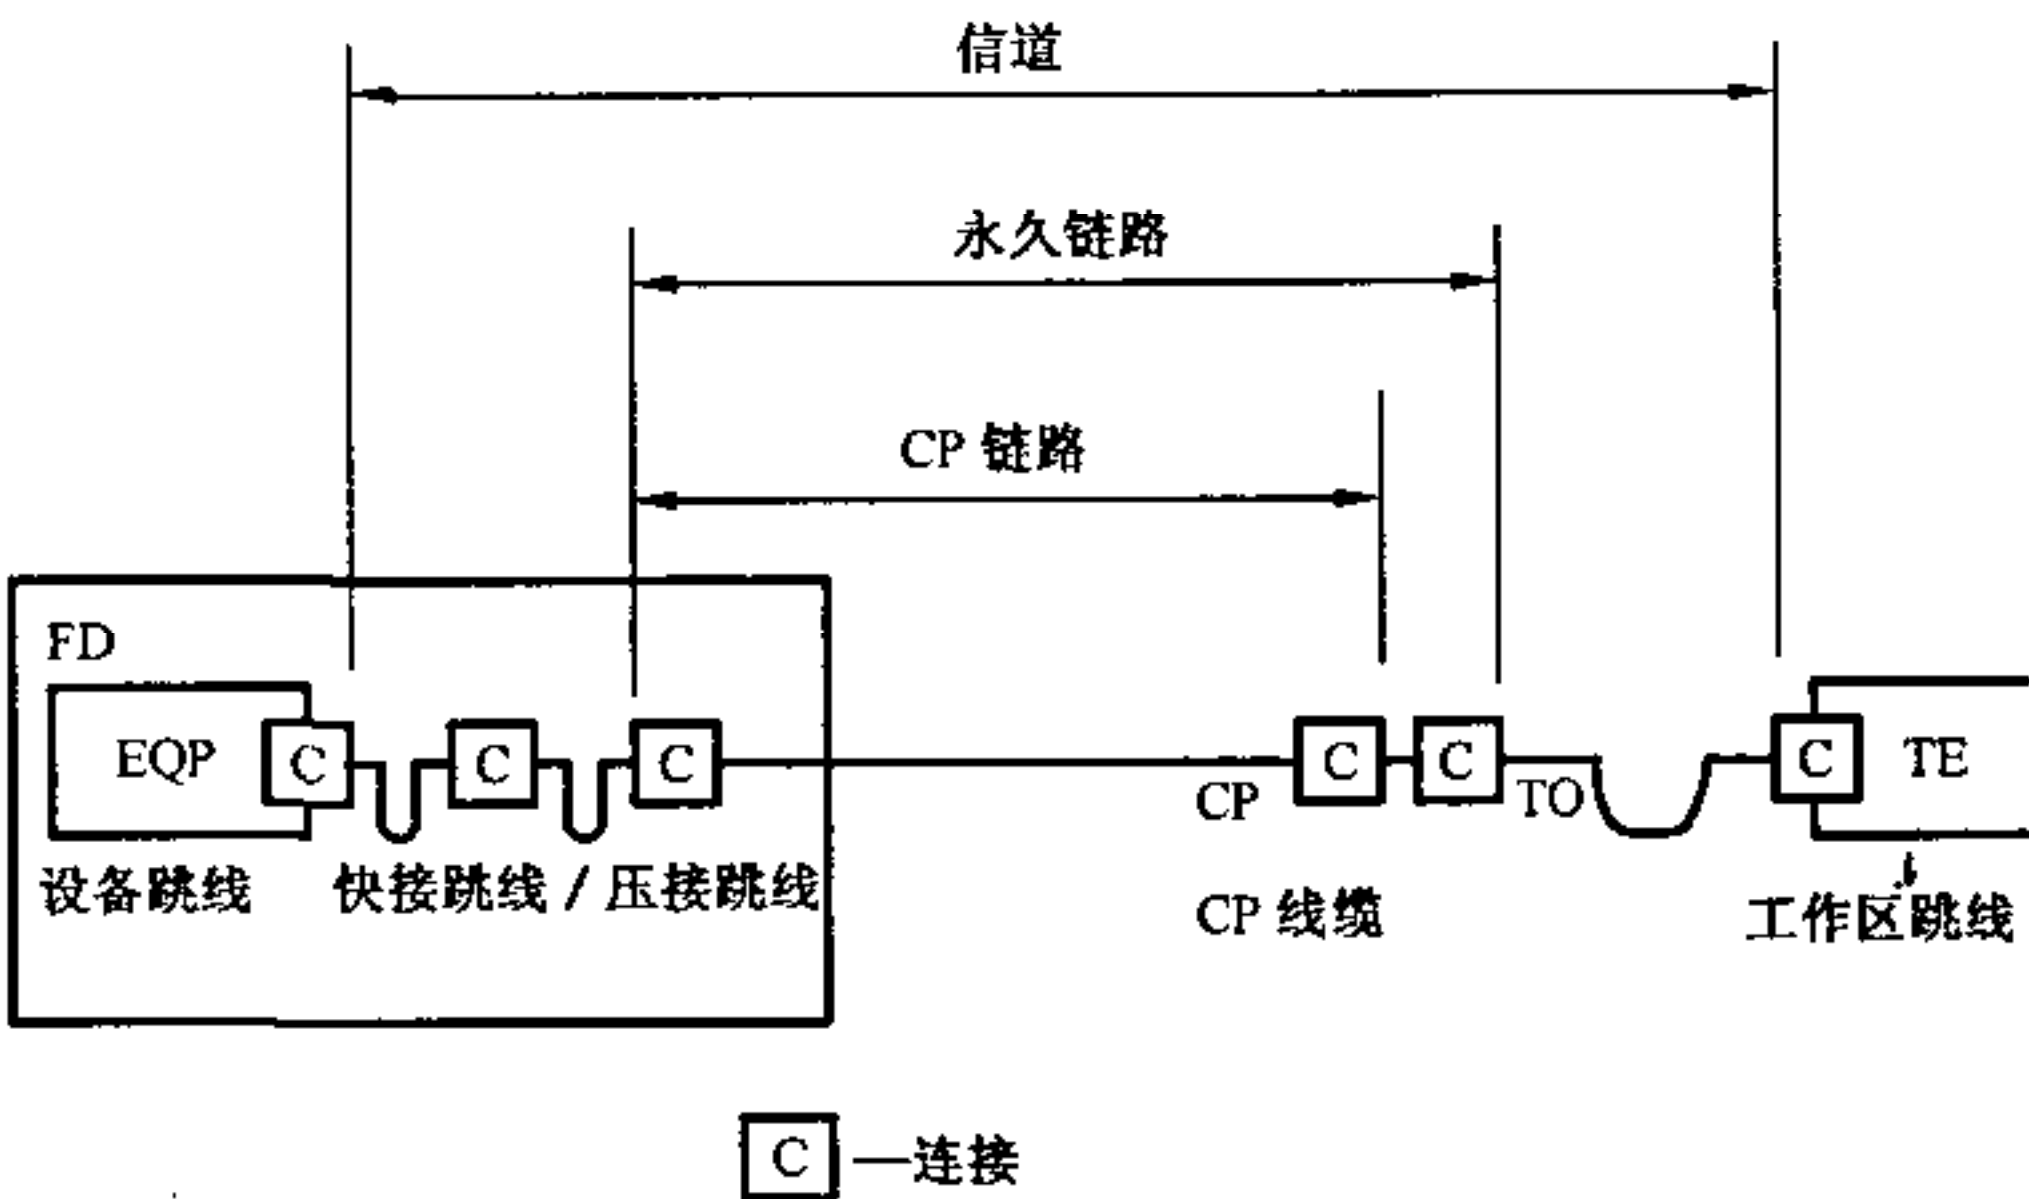 信道
永久链路
CP 链路
FD
EQP
C
C
C
C
C
C
TE
CP
TO
设备跳线
快接跳线 / 压接跳线
CP 线缆
工作区跳线
C —连接